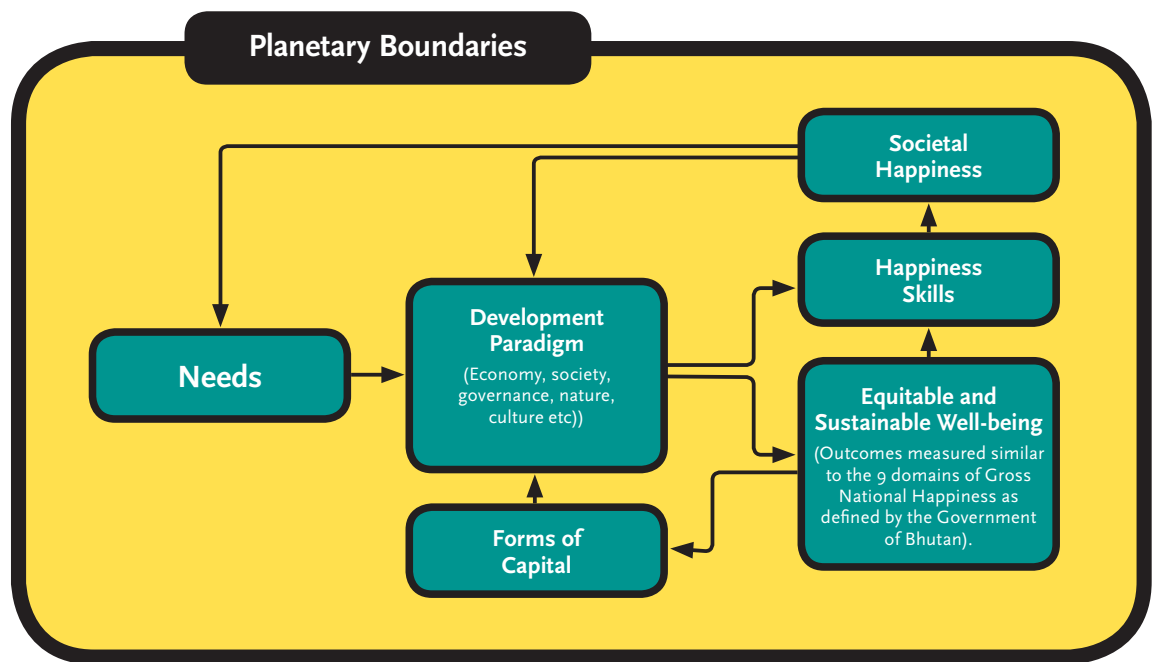 Planetary Boundaries
Societal
Happiness
Happiness
Skills
Development
Paradigm
(Economy, society,
governance, nature,
culture etc))
Needs
Equitable and
Sustainable Well-being
(Outcomes measured similar
to the 9 domains of Gross
National Happiness as
defined by the Government
of Bhutan).
Forms of
Capital